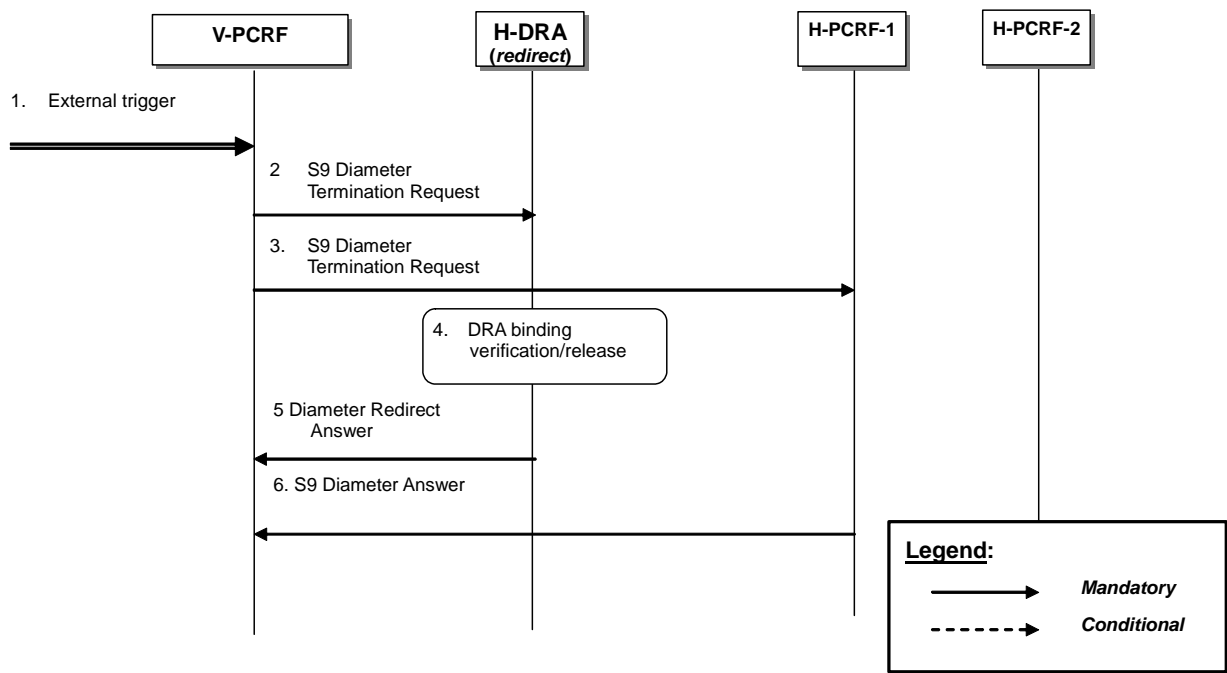 V-PCRF
H-DRA
(redirect)
H-PCRF-1
H-PCRF-2
1. External trigger
2 S9 Diameter
Termination Request
3. S9 Diameter
Termination Request
4. DRA binding
verification/release
5 Diameter Redirect
Answer
6. S9 Diameter Answer
Legend:
Mandatory
Conditional